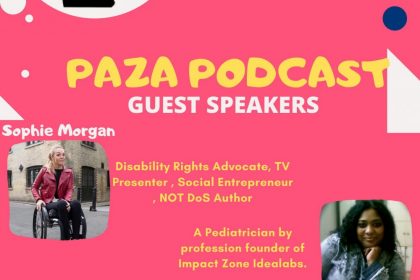 PAZA PODCAST
GUEST SPEAKERS
Sophie Morgan
Disability Rights Advocate, TV
Presenter , Social Entrepreneur
, NOT DoS Author
A Pediatrician by
profession founder of
Impact Zone Idealabs.